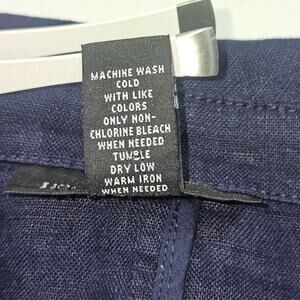 MACHINE WASH
COLD
WITH LIKE
COLORS
ONLY NON-
CHLORINE BLEACH
WHEN NEEDED
TUMBLE
DRY LOW
WARM IRON
WHEN NEEDED